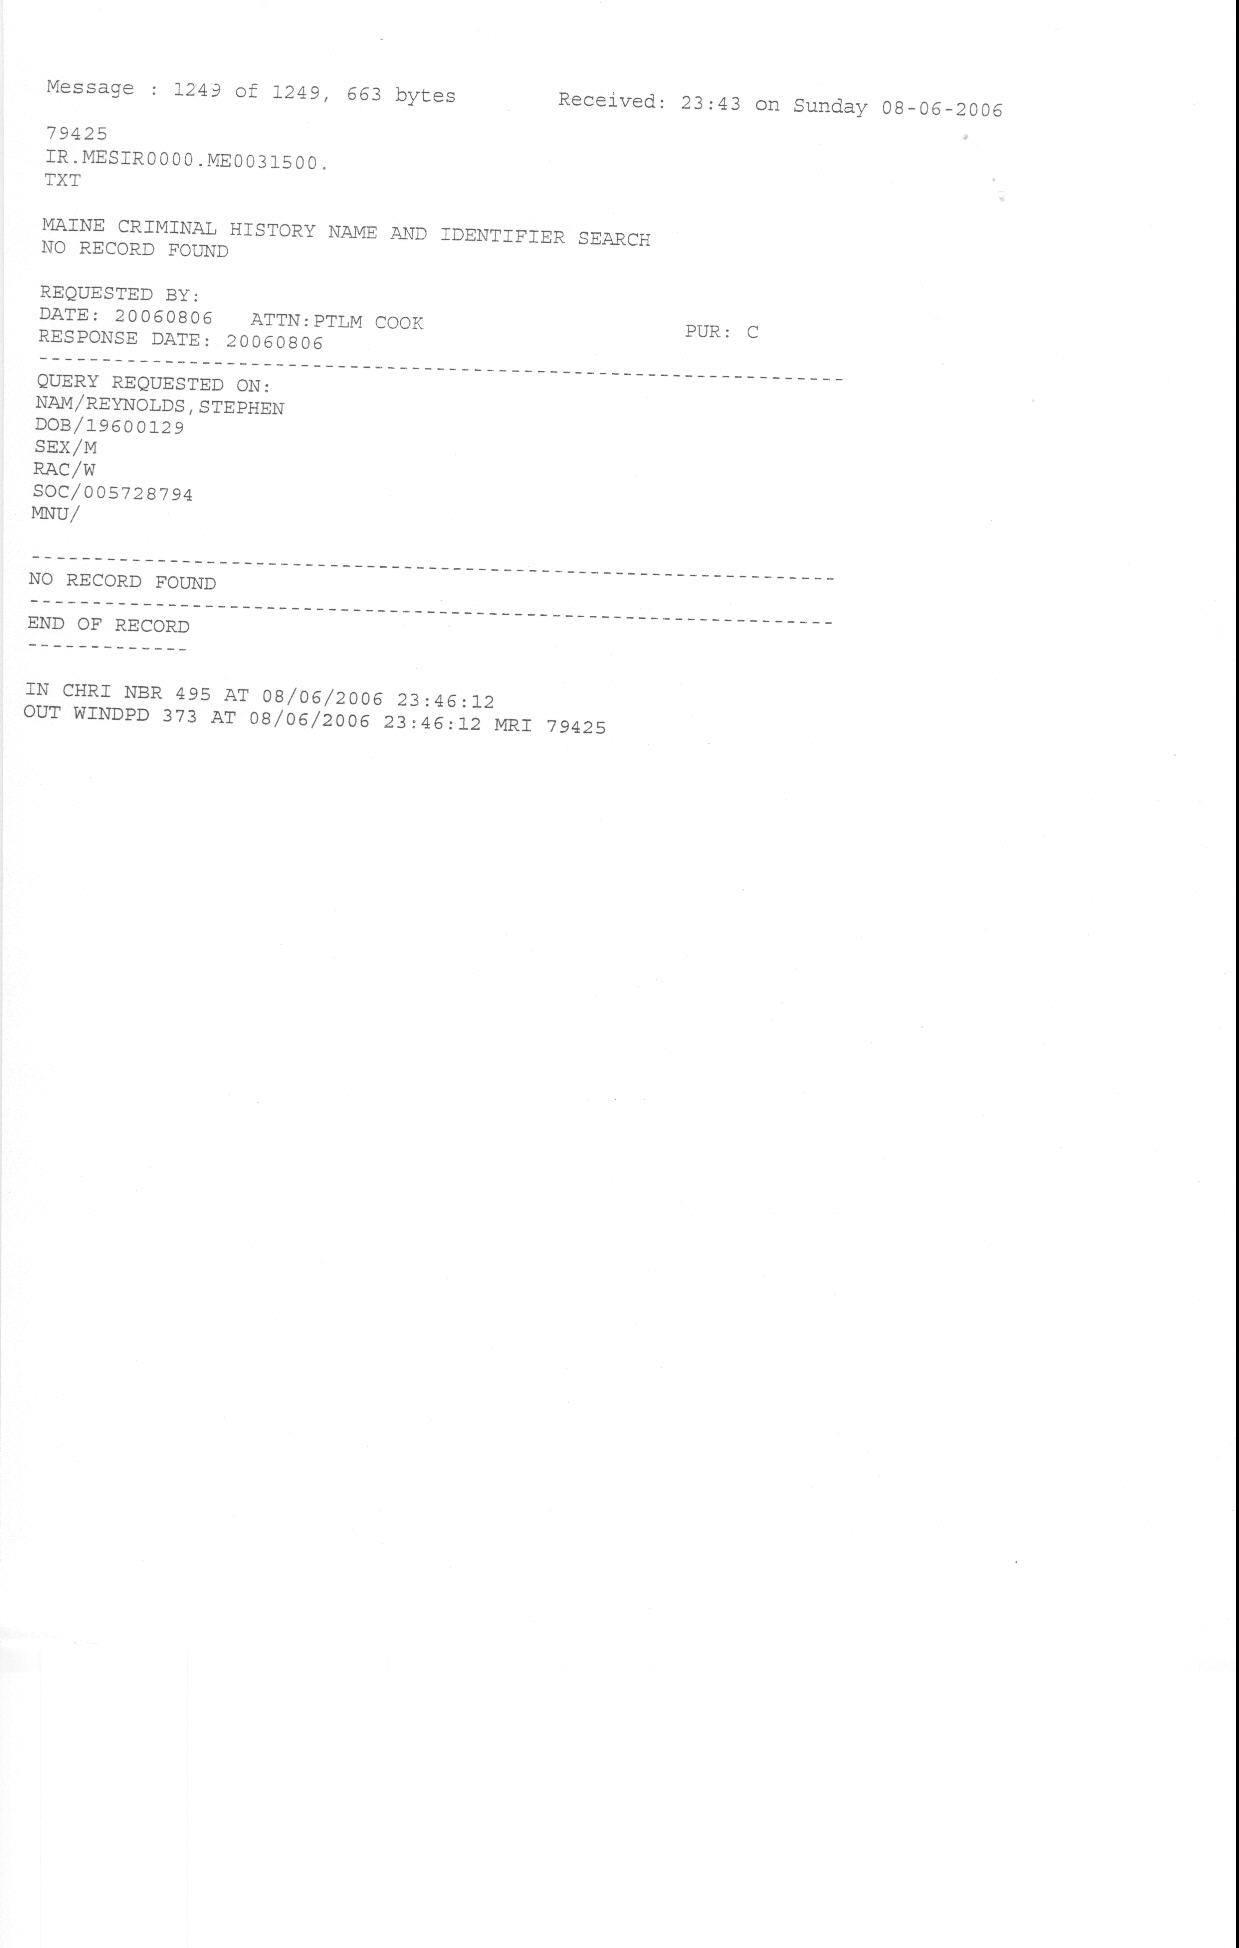 Message : 1249 of 1249, 663 bytes Received: 23:43 on Sunday 08-06-2006
79425
IR.MESIR0000.ME0031500.
TXT
MAINE CRIMINAL HISTORY NAME AND IDENTIFIER SEARCH
NO RECORD FOUND
REQUESTED BY:
DATE: 20060806 ATTN:PTLM COOK PUR: C
RESPONSE DATE: 20060806
----------------------------------------------------------------
QUERY REQUESTED ON:
NAM/REYNOLDS,STEPHEN
DOB/19600129
SEX/M
RAC/W
SOC/005728794
MNU/
----------------------------------------------------------------
NO RECORD FOUND
----------------------------------------------------------------
END OF RECORD
-------------
IN CHRI NBR 495 AT 08/06/2006 23:46:12
OUT WINDPD 373 AT 08/06/2006 23:46:12 MRI 79425